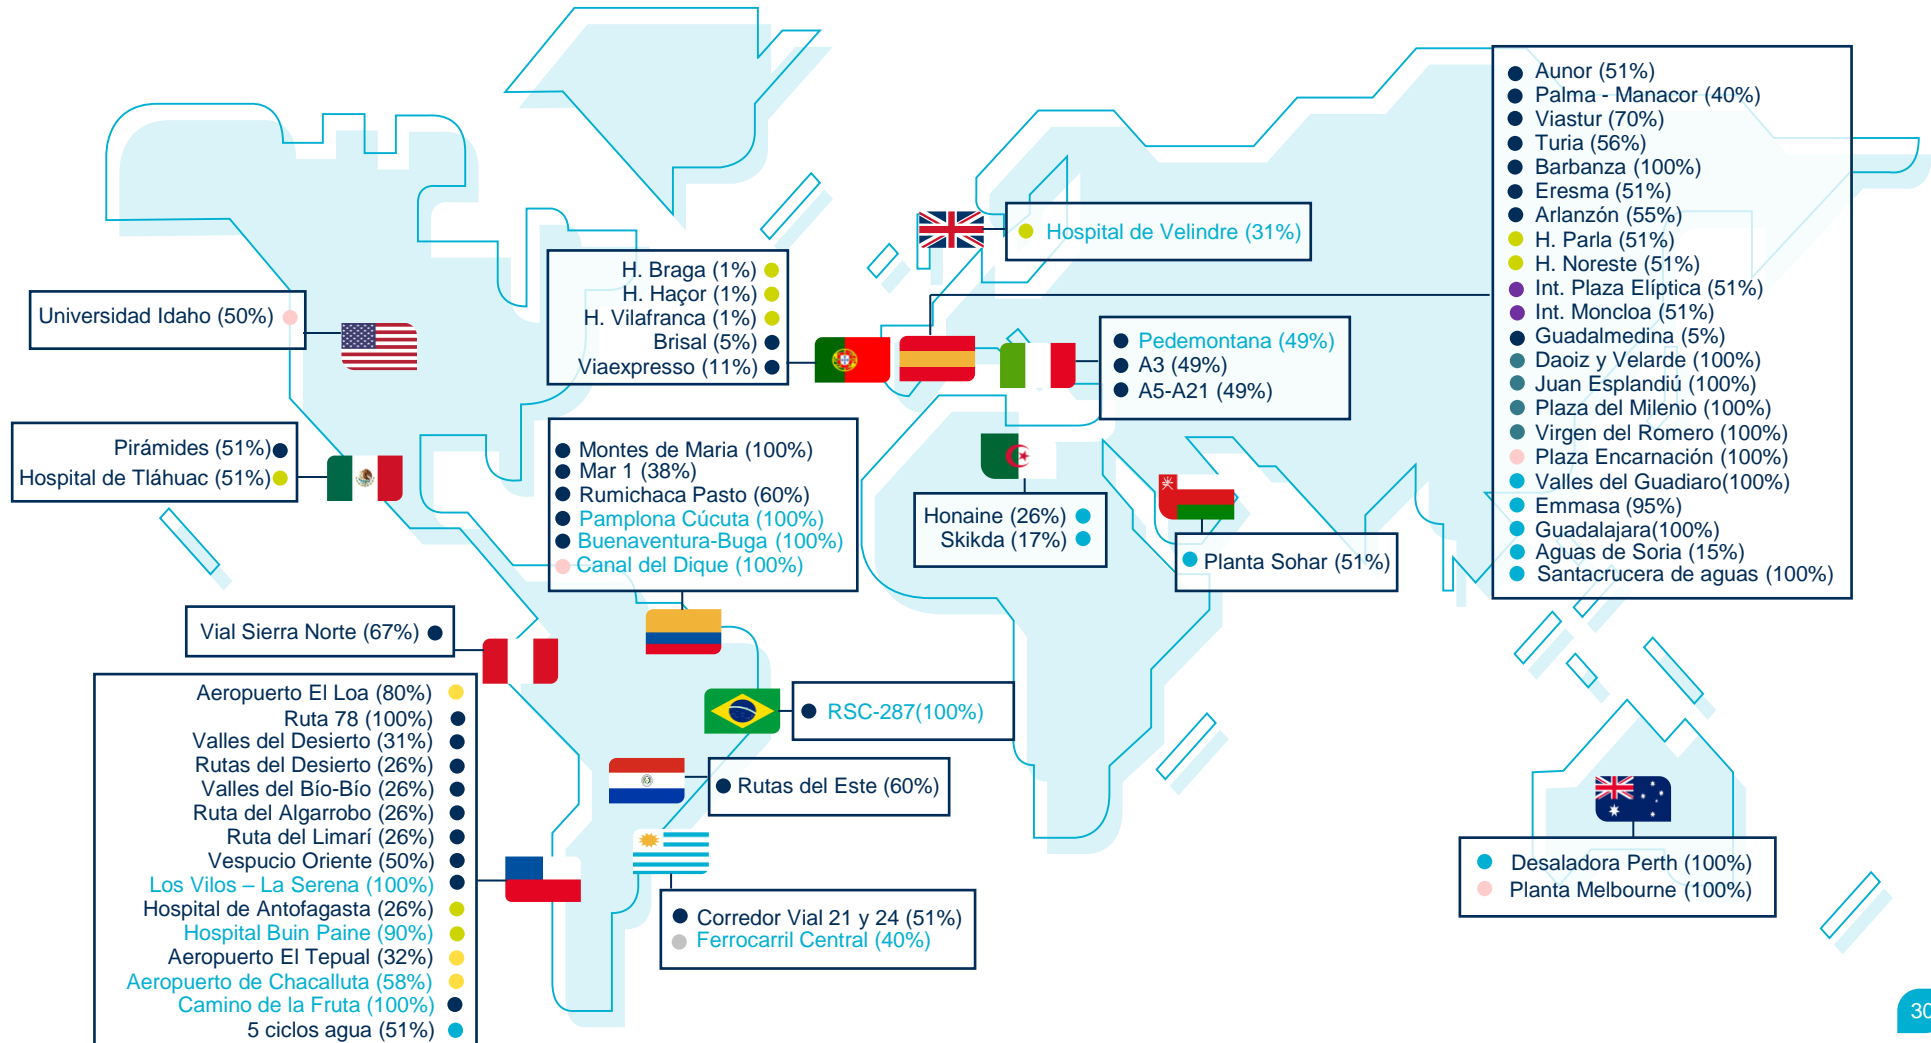 Universidad Idaho (50%)
Pirámides (51%)
Hospital de Tláhuac (51%)
H. Braga (1%)
H. Haçor (1%)
H. Vilafranca (1%)
Brisal (5%)
Viaexpresso (11%)
Hospital de Velindre (31%)
Pedemontana (49%)
A3 (49%)
A5-A21 (49%)
Aunor (51%)
Palma - Manacor (40%)
Viastur (70%)
Turia (56%)
Barbanza (100%)
Eresma (51%)
Arlanzón (55%)
H. Parla (51%)
H. Noreste (51%)
Int. Plaza Elíptica (51%)
Int. Moncloa (51%)
Guadalmedina (5%)
Daoiz y Velarde (100%)
Juan Esplandiú (100%)
Plaza del Milenio (100%)
Virgen del Romero (100%)
Plaza Encarnación (100%)
Valles del Guadiaro(100%)
Emmasa (95%)
Guadalajara(100%)
Aguas de Soria (15%)
Santacrucera de aguas (100%)
Montes de Maria (100%)
Mar 1 (38%)
Rumichaca Pasto (60%)
Pamplona Cúcuta (100%)
Buenaventura-Buga (100%)
Canal del Dique (100%)
Honaine (26%)
Skikda (17%)
Planta Sohar (51%)
Vial Sierra Norte (67%)
Aeropuerto El Loa (80%)
Ruta 78 (100%)
Valles del Desierto (31%)
Rutas del Desierto (26%)
Valles del Bío-Bío (26%)
Ruta del Algarrobo (26%)
Ruta del Limarí (26%)
Vespucio Oriente (50%)
Los Vilos – La Serena (100%)
Hospital de Antofagasta (26%)
Hospital Buin Paine (90%)
Aeropuerto El Tepual (32%)
Aeropuerto de Chacalluta (58%)
Camino de la Fruta (100%)
5 ciclos agua (51%)
RSC-287(100%)
Rutas del Este (60%)
Corredor Vial 21 y 24 (51%)
Ferrocarril Central (40%)
Desaladora Perth (100%)
Planta Melbourne (100%)
30